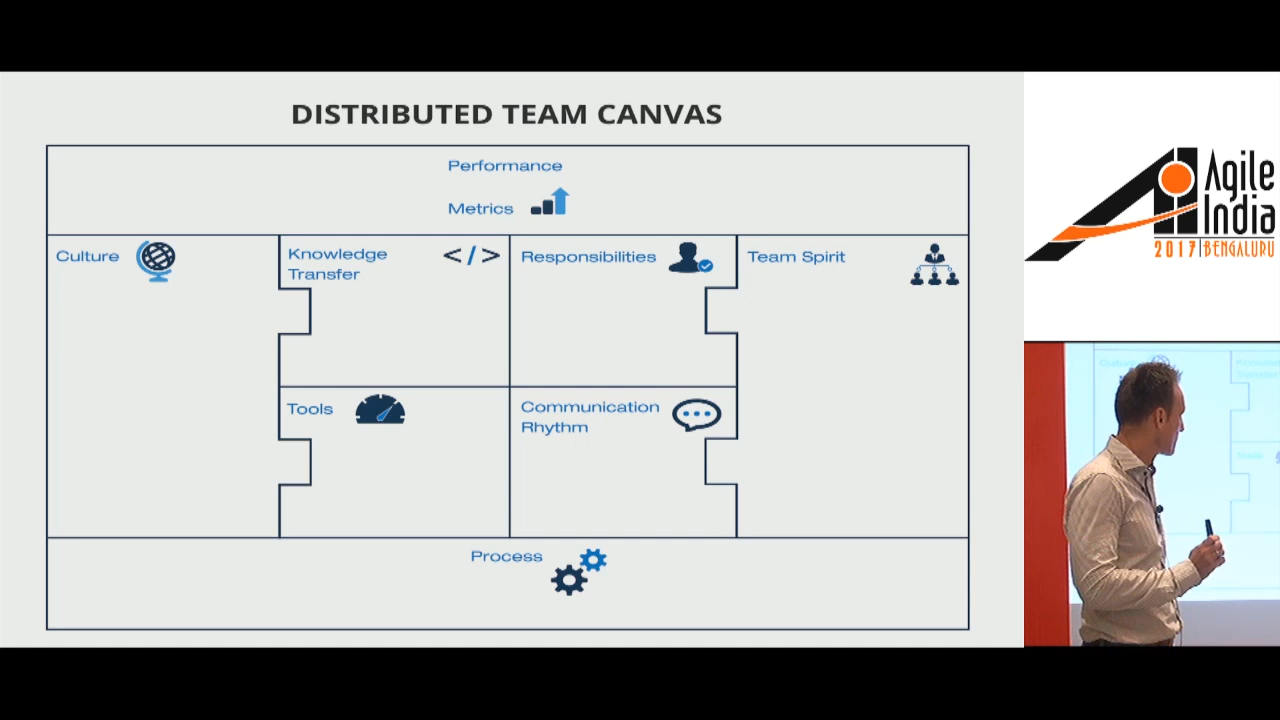 DISTRIBUTED TEAM CANVAS
Performance
Metrics
Culture
Knowledge
Transfer
</>
Responsibilities
Team Spirit
Tools
Communication
Rhythm
Process
Agile
India
2017 | BENGALURU